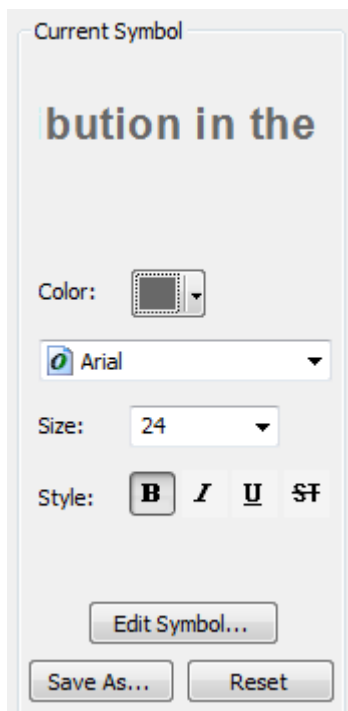 Current Symbol
bution in the
Color:
Arial
Size: 24
Style: B I U ST
Edit Symbol...
Save As... Reset